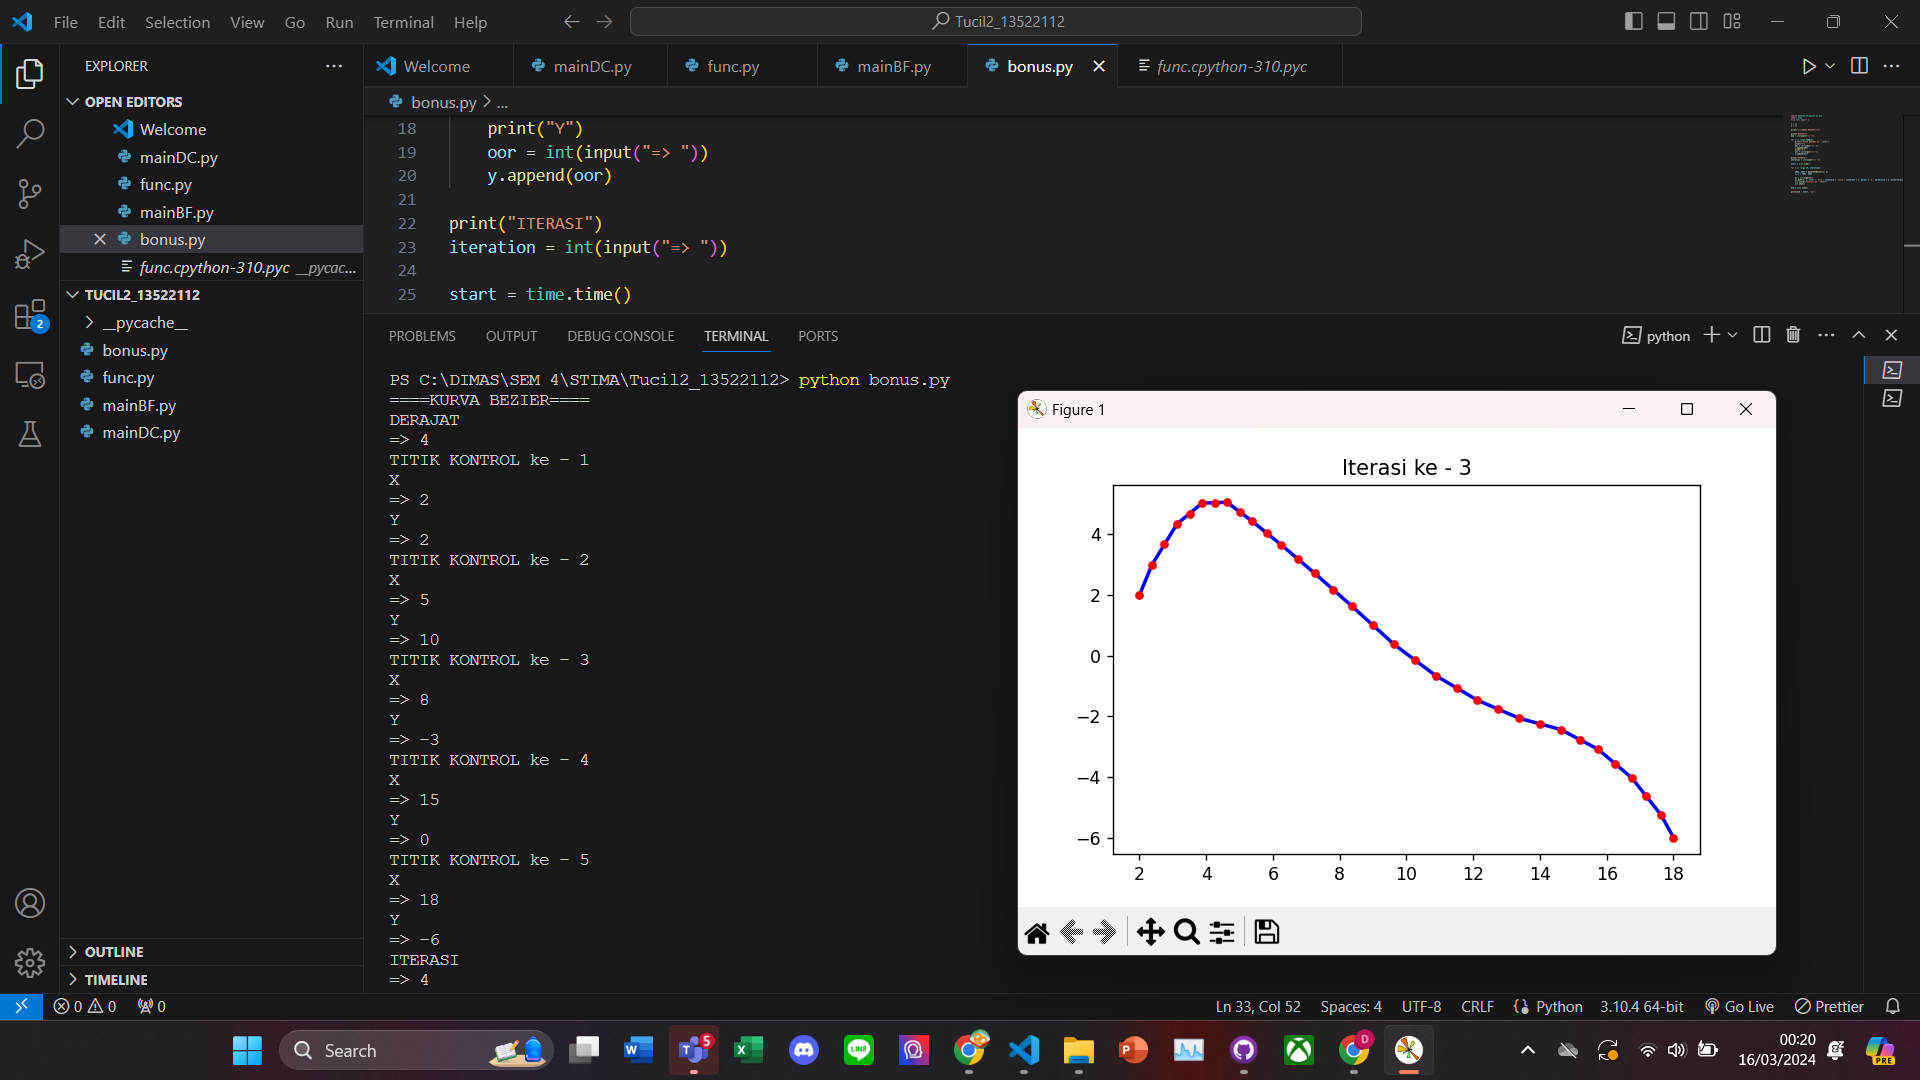 File Edit Selection View Go Run Terminal Help
Tucil2_13522112
EXPLORER
OPEN EDITORS
Welcome
mainDC.py
func.py
mainBF.py
bonus.py
func.cpython-310.pyc __pycac...
TUCIL2_13522112
__pycache__
bonus.py
func.py
mainBF.py
mainDC.py
OUTLINE
TIMELINE
Welcome mainDC.py func.py mainBF.py bonus.py func.cpython-310.pyc
bonus.py > ...
18 print("Y")
19 oor = int(input("=> "))
20 y.append(oor)
21
22 print("ITERASI")
23 iteration = int(input("=> "))
24
25 start = time.time()
PROBLEMS OUTPUT DEBUG CONSOLE TERMINAL PORTS
python
PS C:\DIMAS\SEM 4\STIMA\Tucil2_13522112> python bonus.py
====KURVA BEZIER====
DERAJAT
=> 4
TITIK KONTROL ke - 1
X
=> 2
Y
=> 2
TITIK KONTROL ke - 2
X
=> 5
Y
=> 10
TITIK KONTROL ke - 3
X
=> 8
Y
=> -3
TITIK KONTROL ke - 4
X
=> 15
Y
=> 0
TITIK KONTROL ke - 5
X
=> 18
Y
=> -6
ITERASI
=> 4
Figure 1
Iterasi ke - 3
4
2
0
−2
−4
−6
2 4 6 8 10 12 14 16 18
2
0 0 0
Ln 33, Col 52 Spaces: 4 UTF-8 CRLF Python 3.10.4 64-bit Go Live Prettier
Search
5
LINE
D
00:20
16/03/2024
PRE